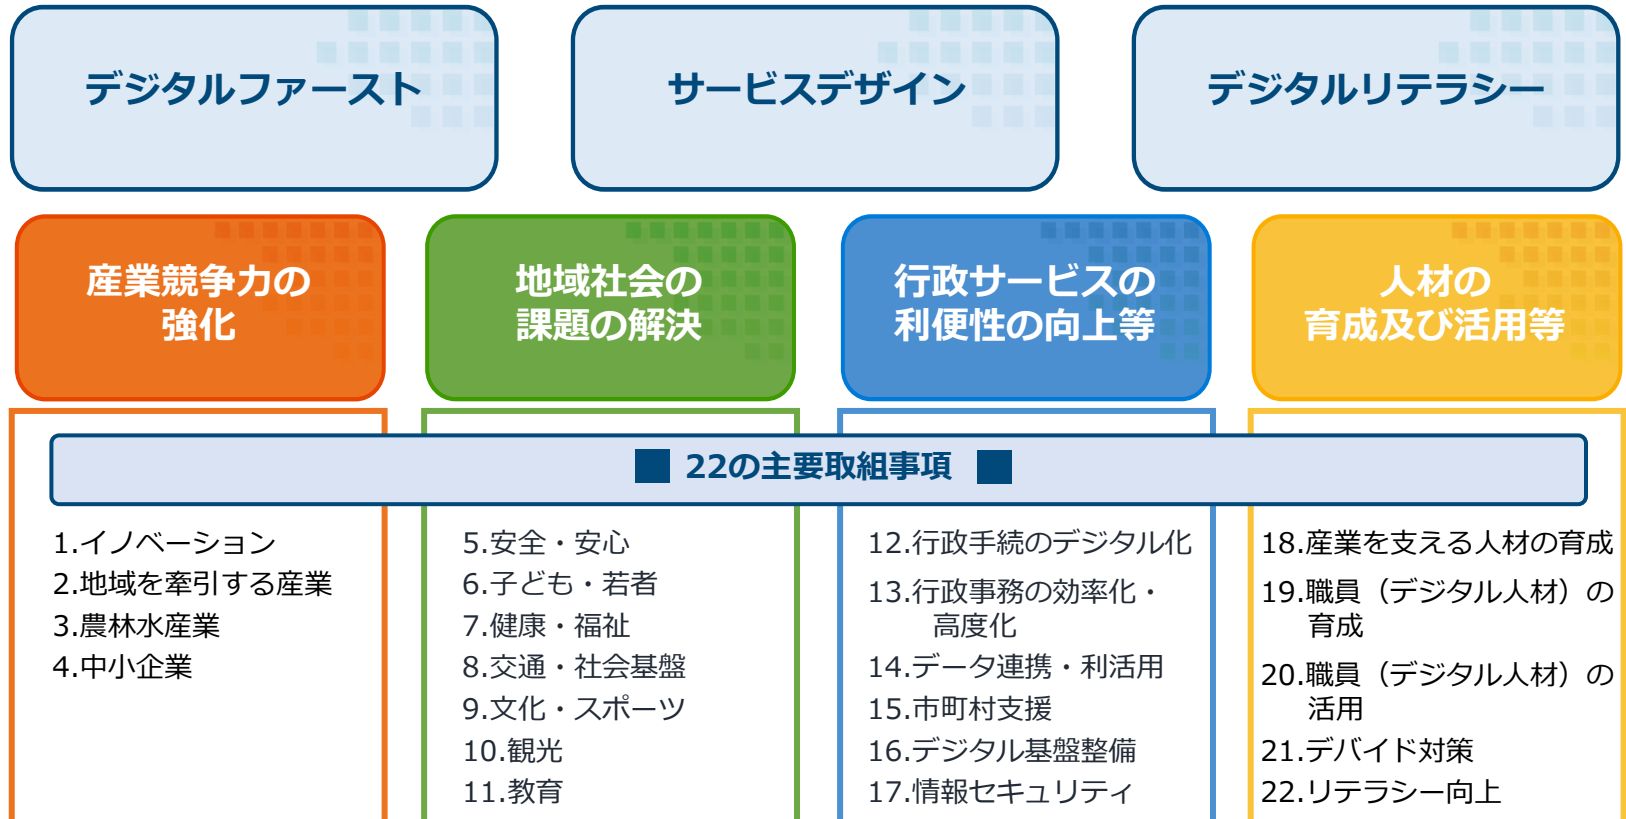 デジタルファースト
サービスデザイン
デジタルリテラシー
産業競争力の
強化
地域社会の
課題の解決
行政サービスの
利便性の向上等
人材の
育成及び活用等
■ 22の主要取組事項 ■
1.イノベーション
2.地域を牽引する産業
3.農林水産業
4.中小企業
5.安全・安心
6.子ども・若者
7.健康・福祉
8.交通・社会基盤
9.文化・スポーツ
10.観光
11.教育
12.行政手続のデジタル化
13.行政事務の効率化・
高度化
14.データ連携・利活用
15.市町村支援
16.デジタル基盤整備
17.情報セキュリティ
18.産業を支える人材の育成
19.職員（デジタル人材）の
育成
20.職員（デジタル人材）の
活用
21.デバイド対策
22.リテラシー向上